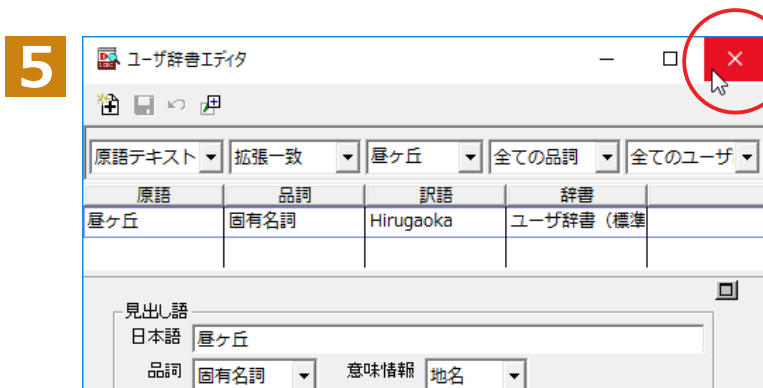 5
ユーザ辞書エディタ
原語テキスト 拡張一致 昼ケ丘 全ての品詞 全てのユーザ
原語 品詞 訳語 辞書
昼ケ丘 固有名詞 Hirugaoka ユーザ辞書（標準
見出し語
日本語 昼ケ丘
品詞 固有名詞 意味情報 地名